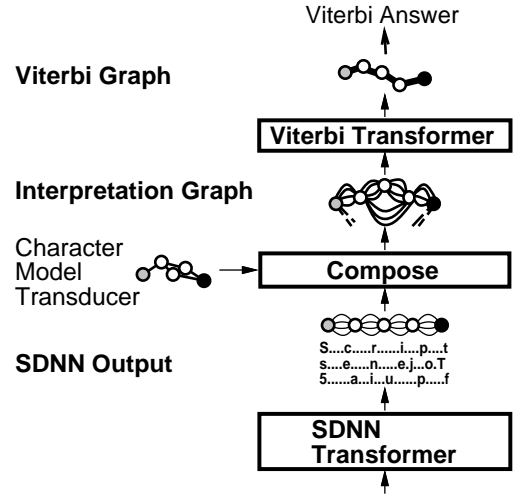 Viterbi Answer
Viterbi Graph
Viterbi Transformer
Interpretation Graph
Character
Model
Transducer
Compose
SDNN Output
S....c.....r......i....p....t
s....e.....n.....e.j...o.T
5......a...i...u......p.....f
SDNN
Transformer